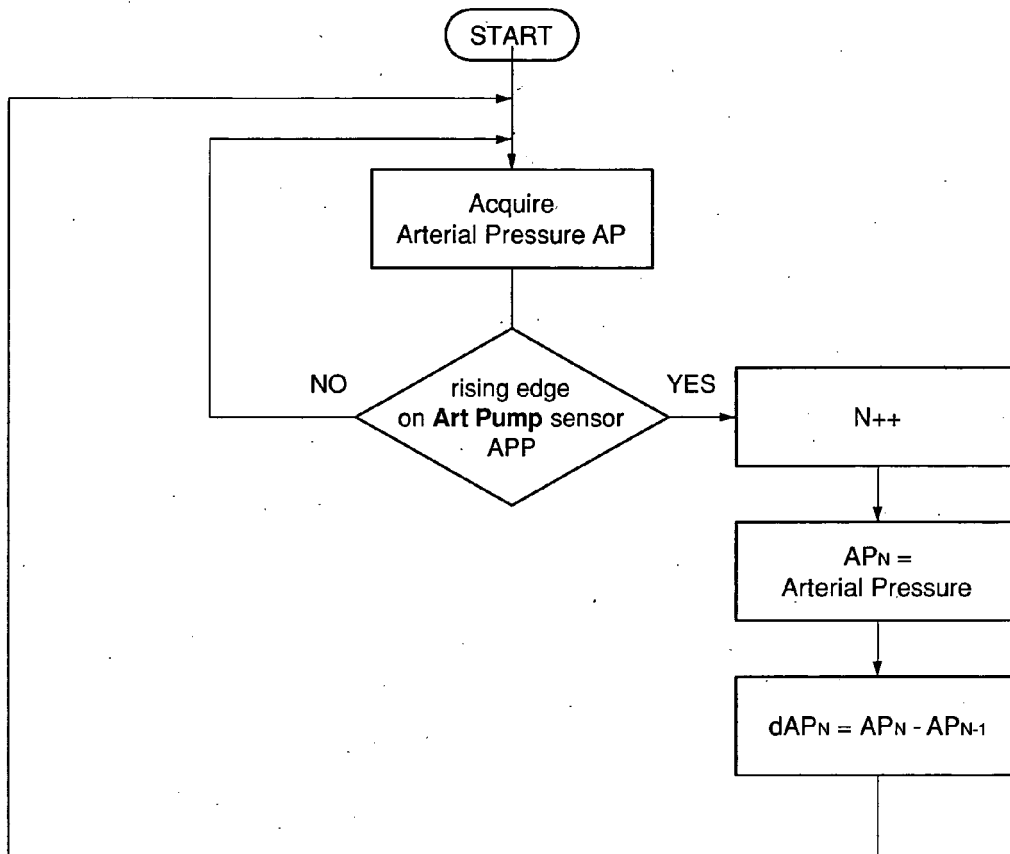 START
Acquire
Arterial Pressure AP
NO
rising edge
on Art Pump sensor
APP
YES
N++
APN =
Arterial Pressure
dAPN = APN - APN-1